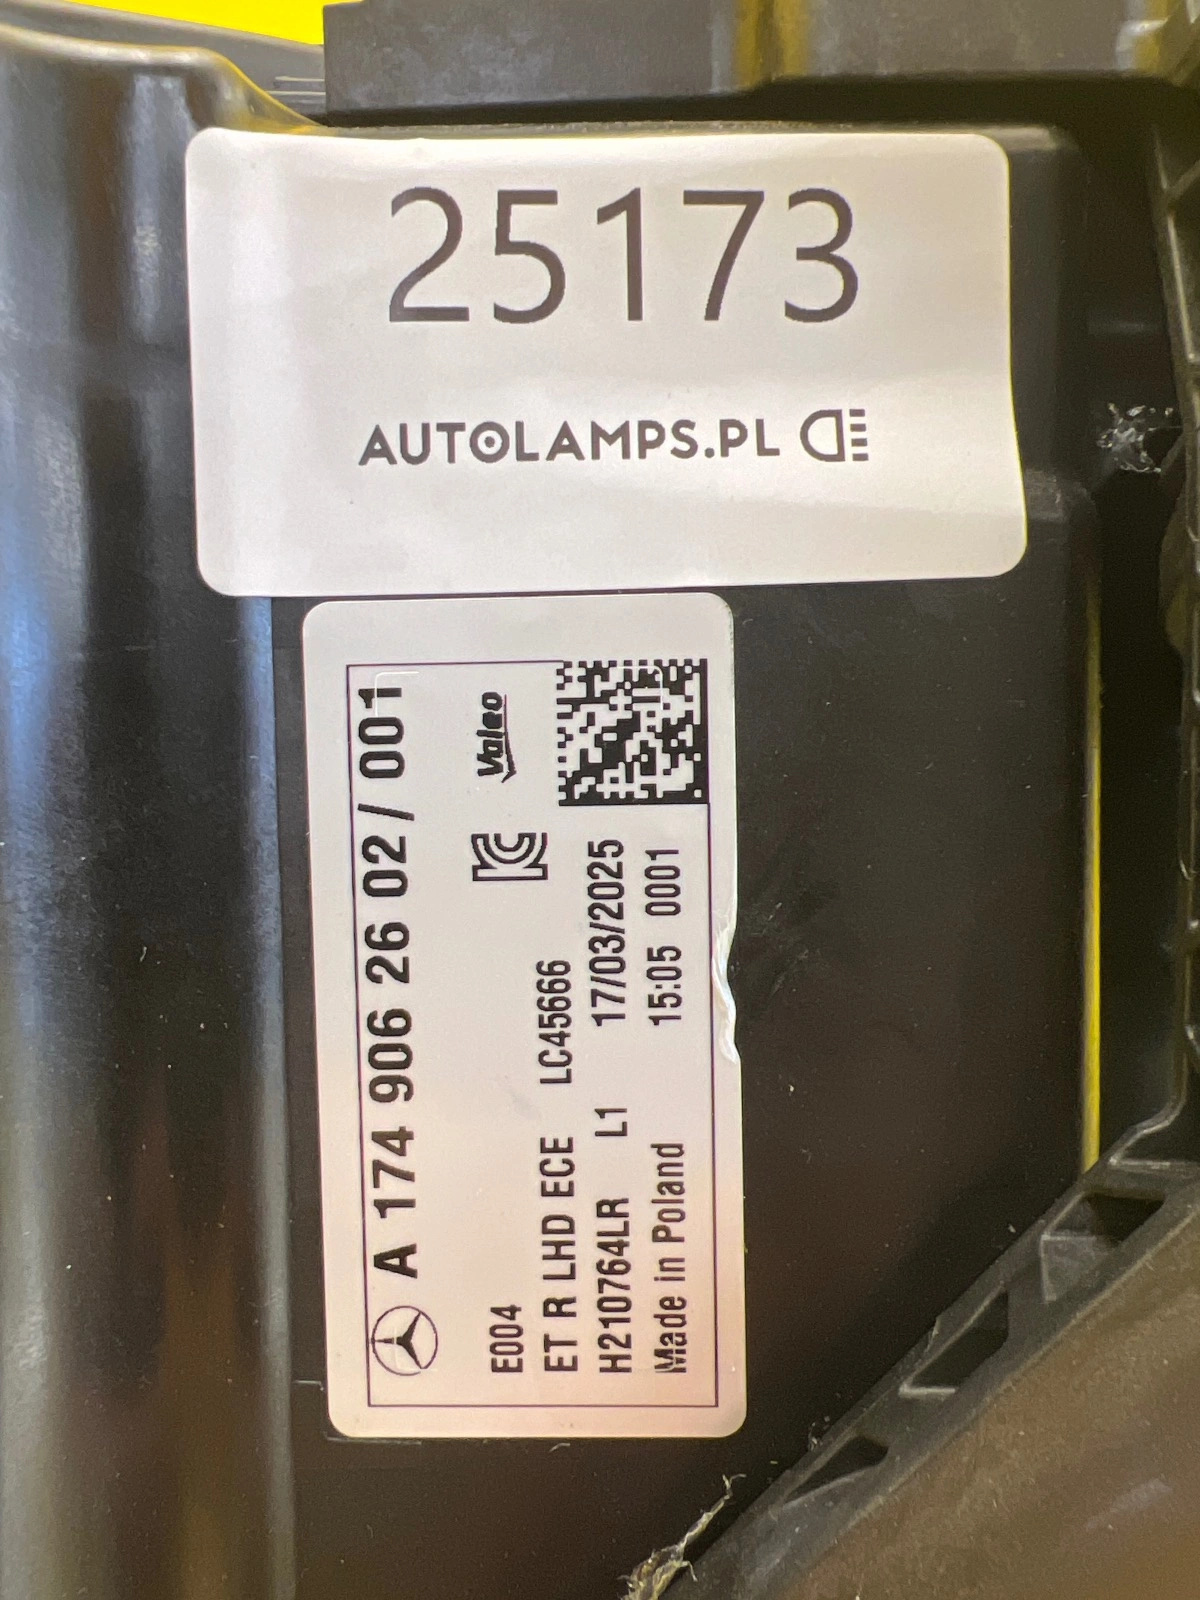 25173
AUTOLAMPS.PL
A 174 906 26 02 / 001
E004 KC Valeo
ET R LHD ECE LC45666
H210764LR L1 17/03/2025
Made in Poland 15:05 0001